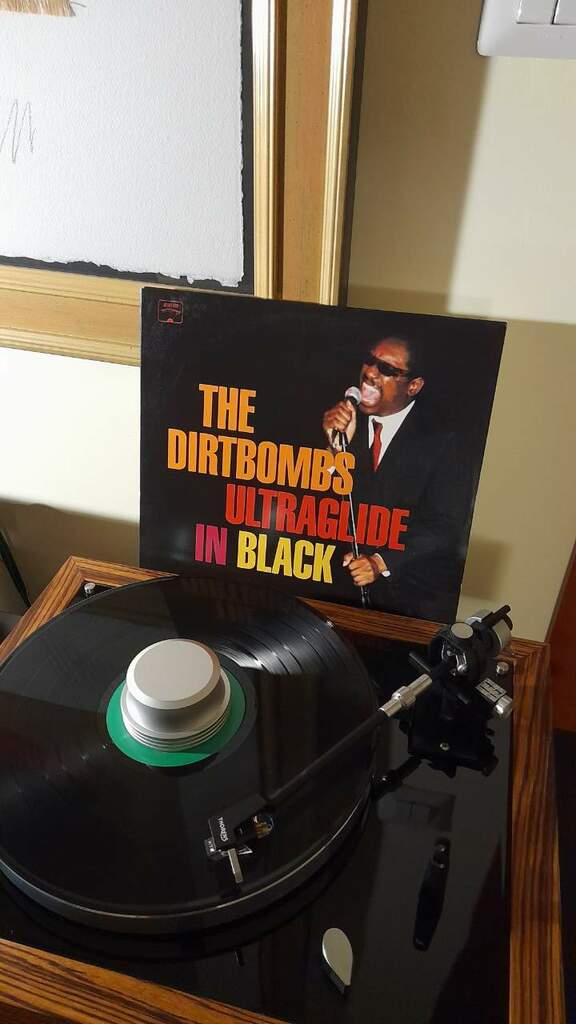 THE
DIRTBOMBS
ULTRAGLIDE
IN BLACK